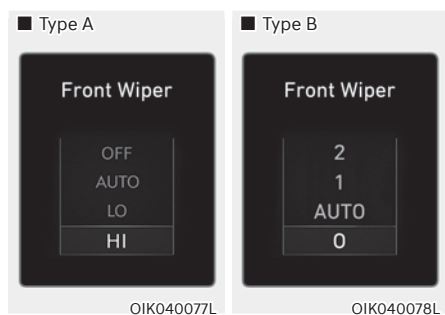 ■ Type A
Front Wiper
OFF
AUTO
LO
HI
OIK040077L
■ Type B
Front Wiper
2
1
AUTO
0
OIK040078L